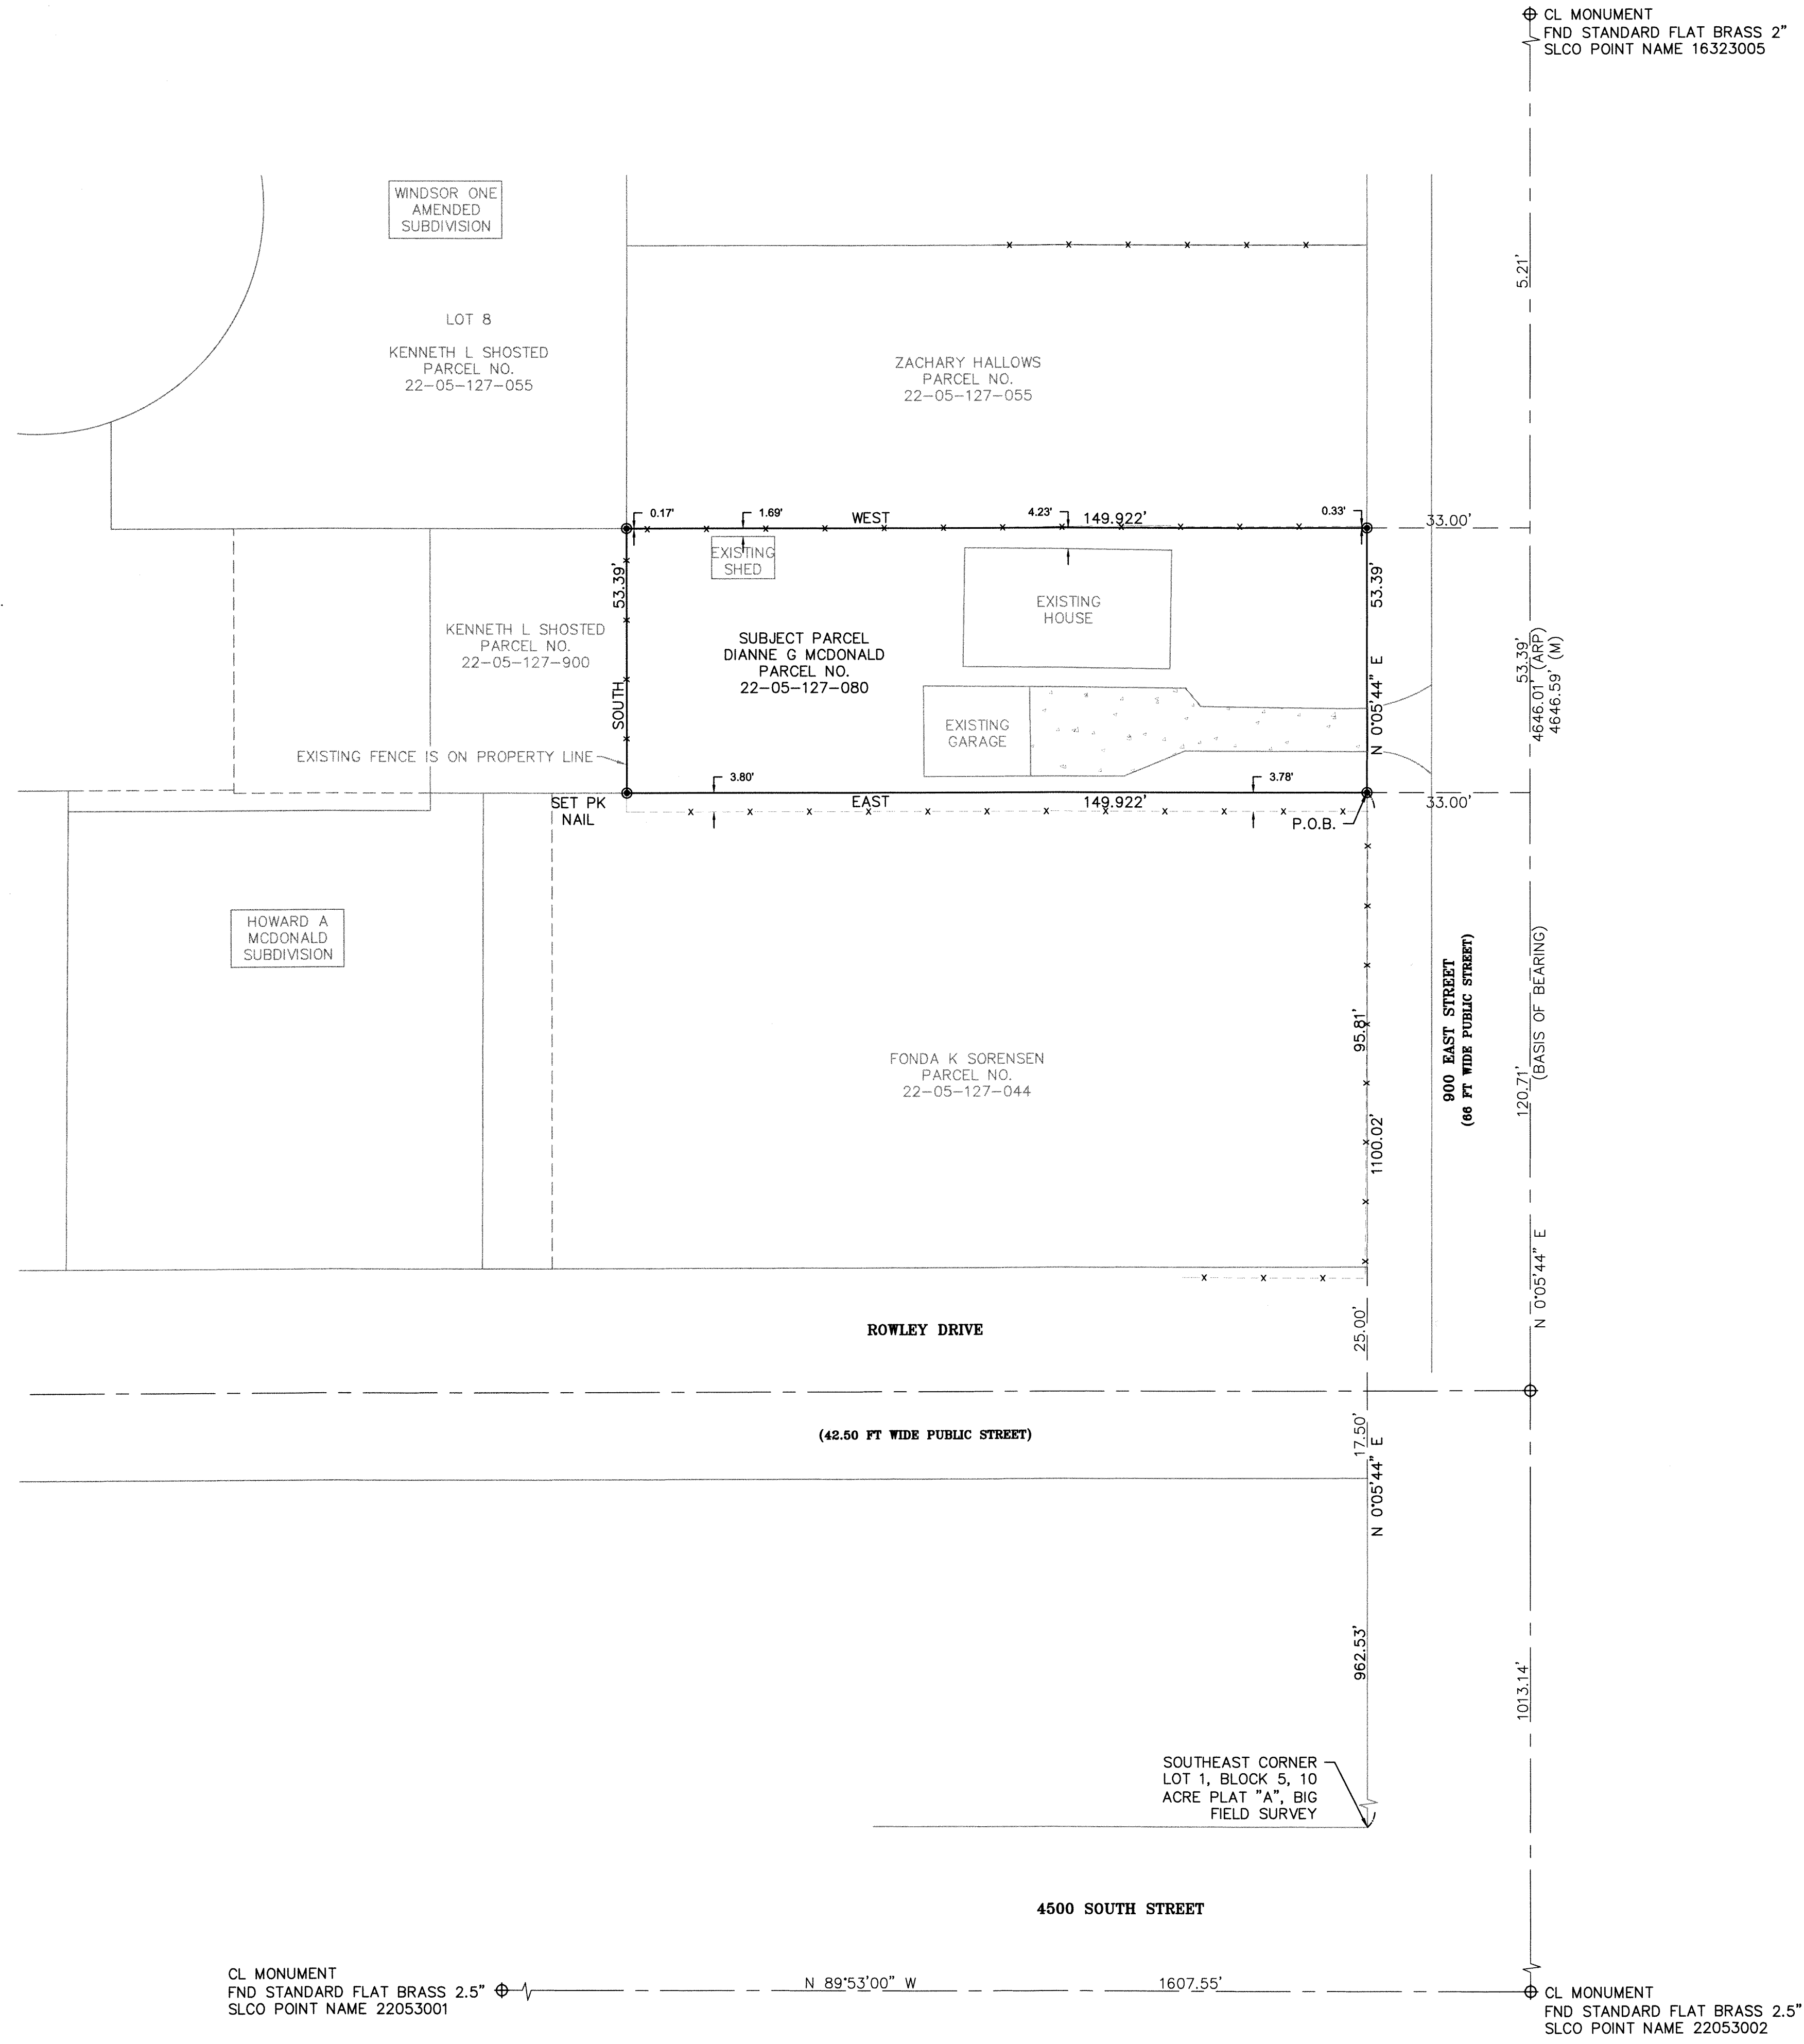 CL MONUMENT
FND STANDARD FLAT BRASS 2"
SLCO POINT NAME 16323005
WINDSOR ONE
AMENDED
SUBDIVISION
5.21'
LOT 8
KENNETH L SHOSTED
PARCEL NO.
22-05-127-055
ZACHARY HALLOWS
PARCEL NO.
22-05-127-055
0.17'
1.69'
WEST
4.23'
149.922'
0.33'
33.00'
EXISTING
SHED
53.39'
SOUTH
EXISTING
HOUSE
53.39'
N 0°05'44" E
KENNETH L SHOSTED
PARCEL NO.
22-05-127-900
SUBJECT PARCEL
DIANNE G MCDONALD
PARCEL NO.
22-05-127-080
53.39'
4646.01' (ARP)
4646.59' (M)
EXISTING
GARAGE
EXISTING FENCE IS ON PROPERTY LINE
3.80'
3.78'
SET PK
NAIL
EAST
149.922'
33.00'
P.O.B.
HOWARD A
MCDONALD
SUBDIVISION
95.81'
1100.02'
900 EAST STREET
(66 FT WIDE PUBLIC STREET)
120.71'
(BASIS OF BEARING)
FONDA K SORENSEN
PARCEL NO.
22-05-127-044
N 0°05'44" E
ROWLEY DRIVE
25.00'
(42.50 FT WIDE PUBLIC STREET)
17.50'
N 0°05'44" E
962.53'
1013.14'
SOUTHEAST CORNER
LOT 1, BLOCK 5, 10
ACRE PLAT "A", BIG
FIELD SURVEY
4500 SOUTH STREET
CL MONUMENT
FND STANDARD FLAT BRASS 2.5"
SLCO POINT NAME 22053001
N 89°53'00" W
1607.55'
CL MONUMENT
FND STANDARD FLAT BRASS 2.5"
SLCO POINT NAME 22053002